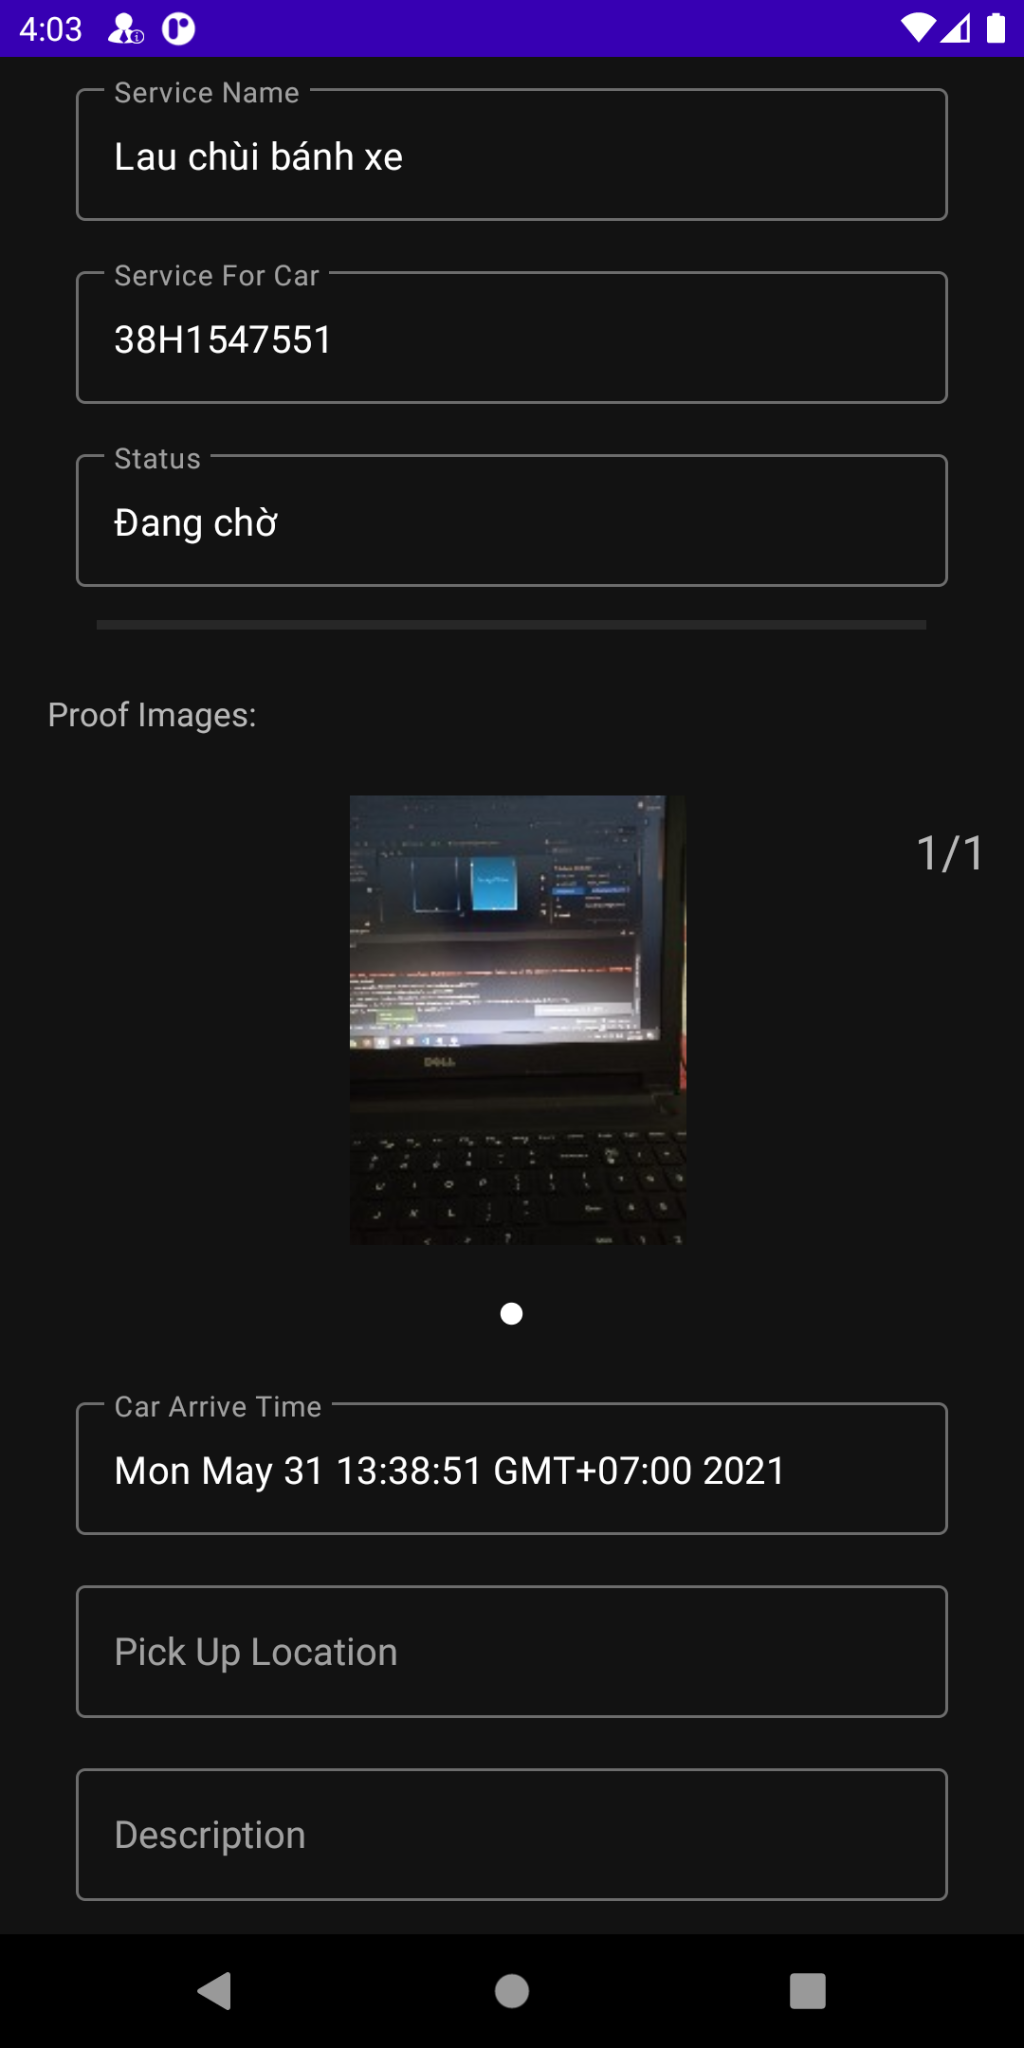 4:03
Service Name
Lau chùi bánh xe
Service For Car
38H1547551
Status
Đang chờ
Proof Images:
1/1
DELL
Car Arrive Time
Mon May 31 13:38:51 GMT+07:00 2021
Pick Up Location
Description